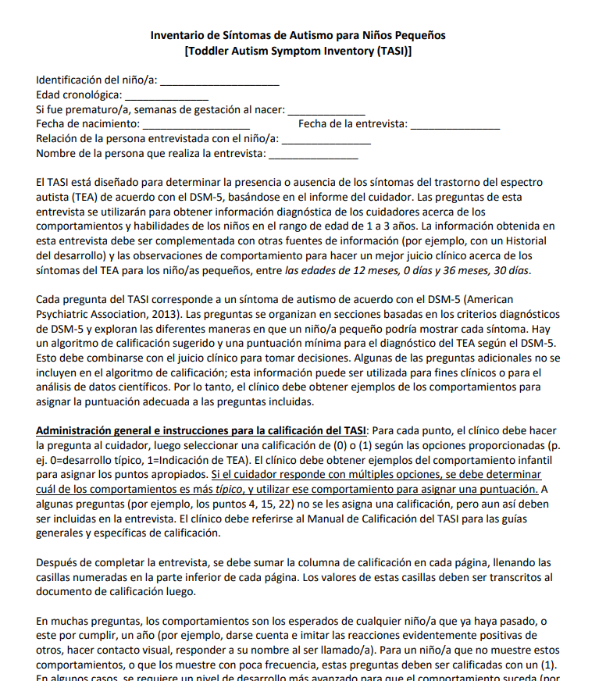 Inventario de Síntomas de Autismo para Niños Pequeños
[Toddler Autism Symptom Inventory (TASI)]
Identificación del niño/a: ____________________
Edad cronológica: ______________
Si fue prematuro/a, semanas de gestación al nacer: _____________
Fecha de nacimiento: __________________ Fecha de la entrevista: _______________
Relación de la persona entrevistada con el niño/a: _______________
Nombre de la persona que realiza la entrevista: _______________
El TASI está diseñado para determinar la presencia o ausencia de los síntomas del trastorno del espectro
autista (TEA) de acuerdo con el DSM-5, basándose en el informe del cuidador. Las preguntas de esta
entrevista se utilizarán para obtener información diagnóstica de los cuidadores acerca de los
comportamientos y habilidades de los niños en el rango de edad de 1 a 3 años. La información obtenida en
esta entrevista debe ser complementada con otras fuentes de información (por ejemplo, con un Historial
del desarrollo) y las observaciones de comportamiento para hacer un mejor juicio clínico acerca de los
síntomas del TEA para los niño/as pequeños, entre las edades de 12 meses, 0 días y 36 meses, 30 días.
Cada pregunta del TASI corresponde a un síntoma de autismo de acuerdo con el DSM-5 (American
Psychiatric Association, 2013). Las preguntas se organizan en secciones basadas en los criterios diagnósticos
de DSM-5 y exploran las diferentes maneras en que un niño/a pequeño podría mostrar cada síntoma. Hay
un algoritmo de calificación sugerido y una puntuación mínima para el diagnóstico del TEA según el DSM-5.
Esto debe combinarse con el juicio clínico para tomar decisiones. Algunas de las preguntas adicionales no se
incluyen en el algoritmo de calificación; esta información puede ser utilizada para fines clínicos o para el
análisis de datos científicos. Por lo tanto, el clínico debe obtener ejemplos de los comportamientos para
asignar la puntuación adecuada a las preguntas incluidas.
Administración general e instrucciones para la calificación del TASI: Para cada punto, el clínico debe hacer
la pregunta al cuidador, luego seleccionar una calificación de (0) o (1) según las opciones proporcionadas (p.
ej. 0=desarrollo típico, 1=Indicación de TEA). El clínico debe obtener ejemplos del comportamiento infantil
para asignar los puntos apropiados. Si el cuidador responde con múltiples opciones, se debe determinar
cuál de los comportamientos es más típico, y utilizar ese comportamiento para asignar una puntuación. A
algunas preguntas (por ejemplo, los puntos 4, 15, 22) no se les asigna una calificación, pero aun así deben
ser incluidas en la entrevista. El clínico debe referirse al Manual de Calificación del TASI para las guías
generales y específicas de calificación.
Después de completar la entrevista, se debe sumar la columna de calificación en cada página, llenando las
casillas numeradas en la parte inferior de cada página. Los valores de estas casillas deben ser transcritos al
documento de calificación luego.
En muchas preguntas, los comportamientos son los esperados de cualquier niño/a que ya haya pasado, o
este por cumplir, un año (por ejemplo, darse cuenta e imitar las reacciones evidentemente positivas de
otros, hacer contacto visual, responder a su nombre al ser llamado/a). Para un niño/a que no muestre estos
comportamientos, o que los muestre con poca frecuencia, estas preguntas deben ser calificadas con un (1).
En algunos casos, se requiere un nivel de desarrollo más avanzado para que el comportamiento suceda (por